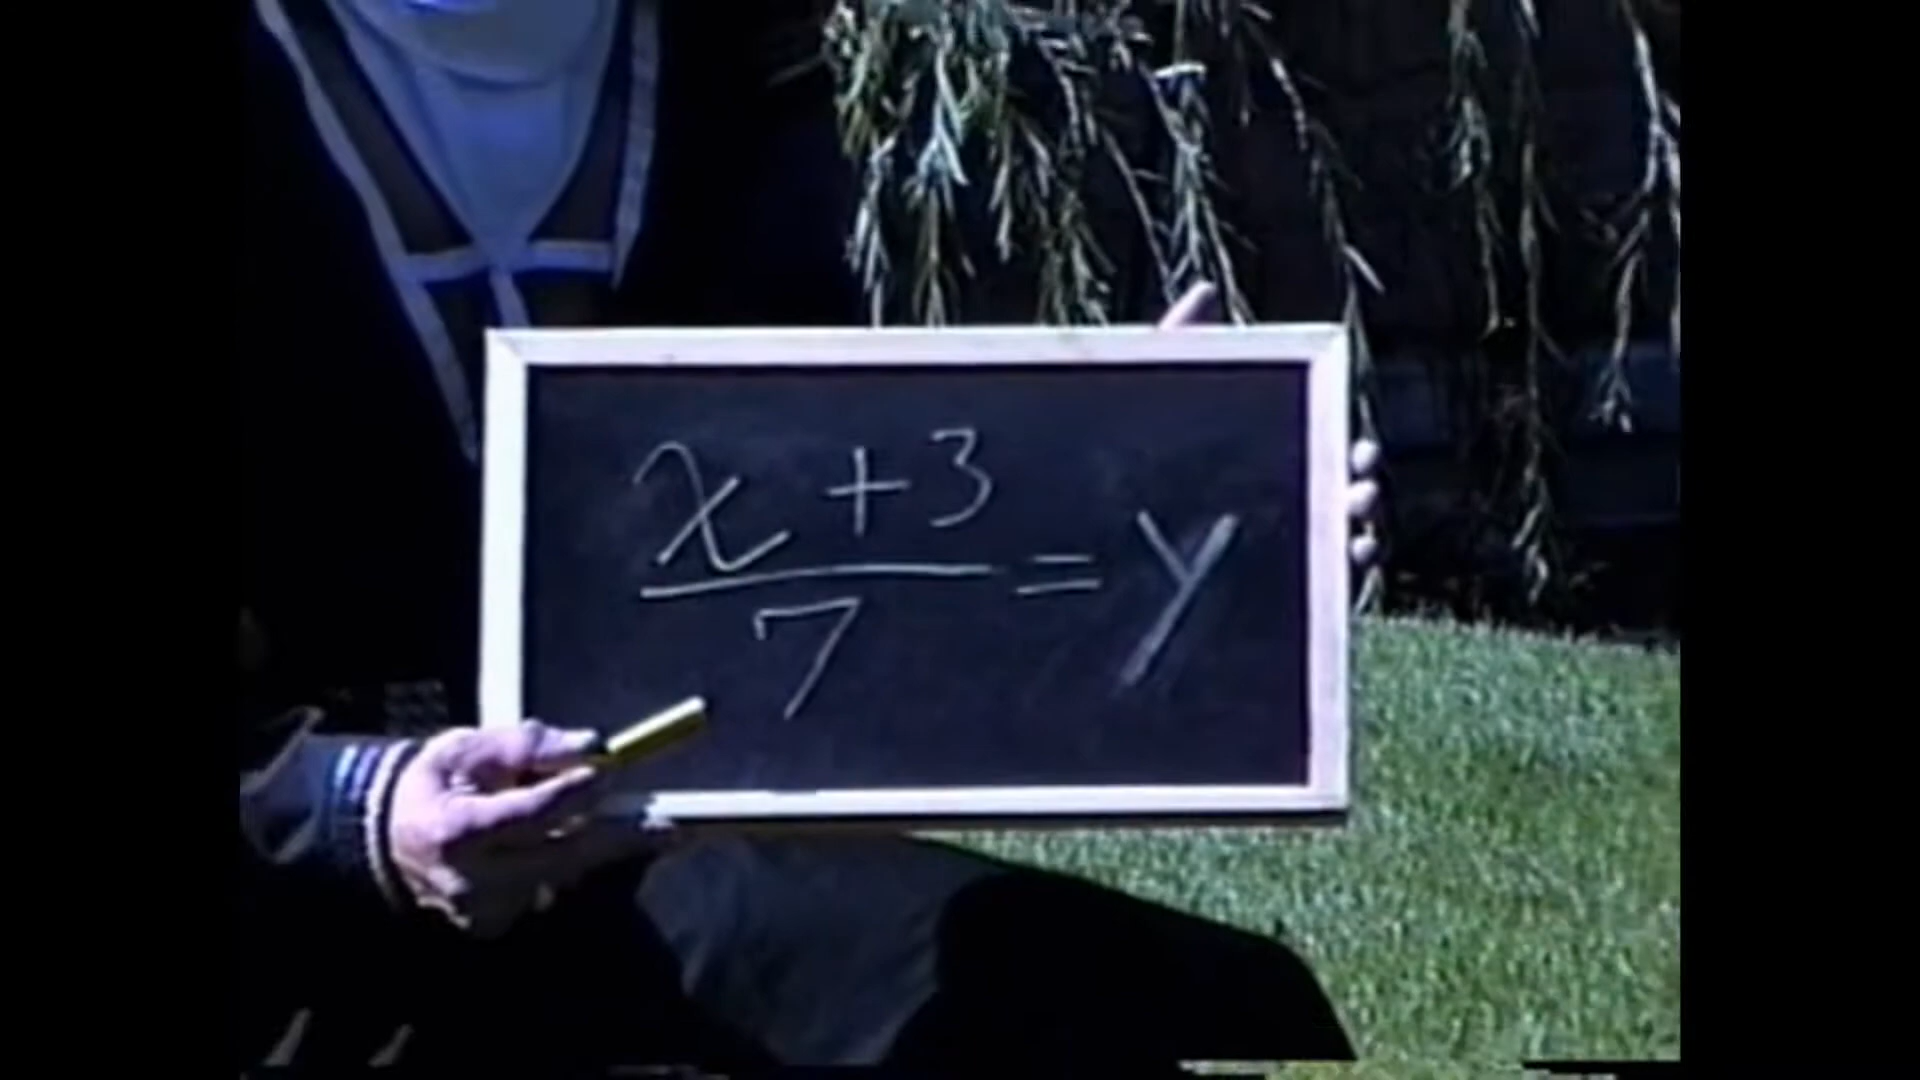 x + 3
7
= y